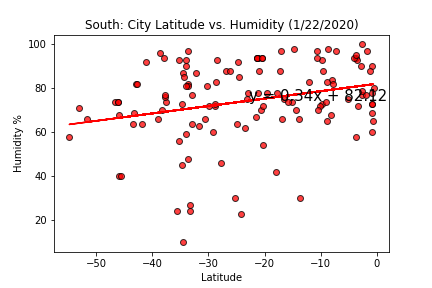 South: City Latitude vs. Humidity (1/22/2020)
100
80
60
40
20
Humidity %
y = 0.34x + 82.12
−50 −40 −30 −20 −10 0
Latitude